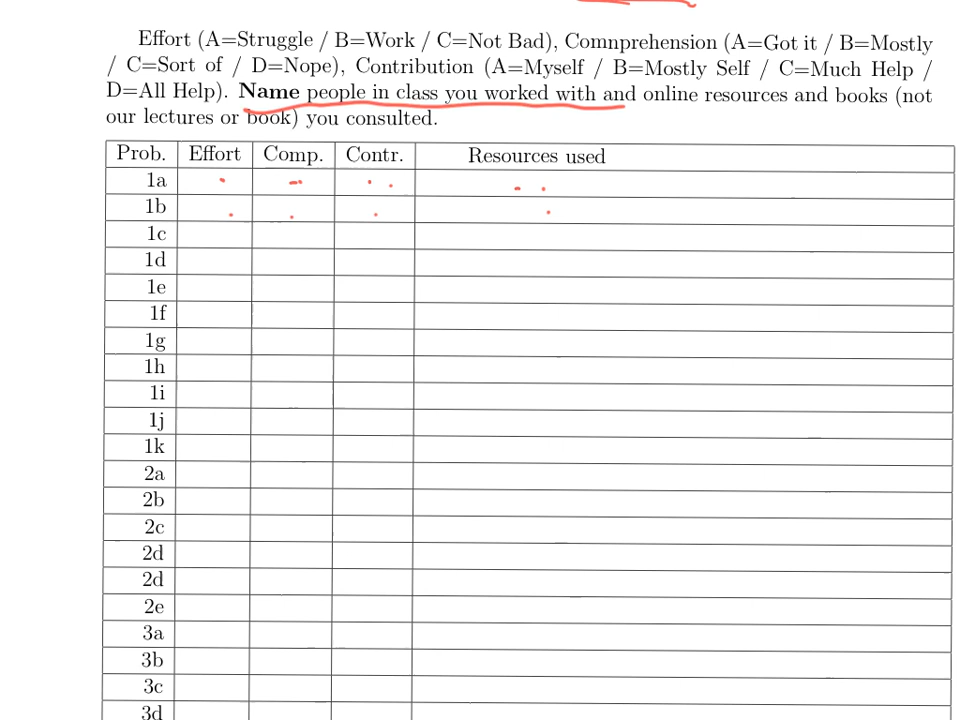 Effort (A=Struggle / B=Work / C=Not Bad), Comnprehension (A=Got it / B=Mostly
/ C=Sort of / D=Nope), Contribution (A=Myself / B=Mostly Self / C=Much Help /
D=All Help). Name people in class you worked with and online resources and books (not
our lectures or book) you consulted.
Prob. Effort Comp. Contr. Resources used
1a
1b
1c
1d
1e
1f
1g
1h
1i
1j
1k
2a
2b
2c
2d
2d
2e
3a
3b
3c
3d